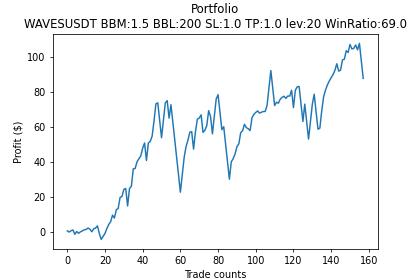 Portfolio
WAVESUSDT BBM:1.5 BBL:200 SL:1.0 TP:1.0 lev:20 WinRatio:69.0
100
80
60
40
20
0
Profit ($)
0 20 40 60 80 100 120 140 160
Trade counts